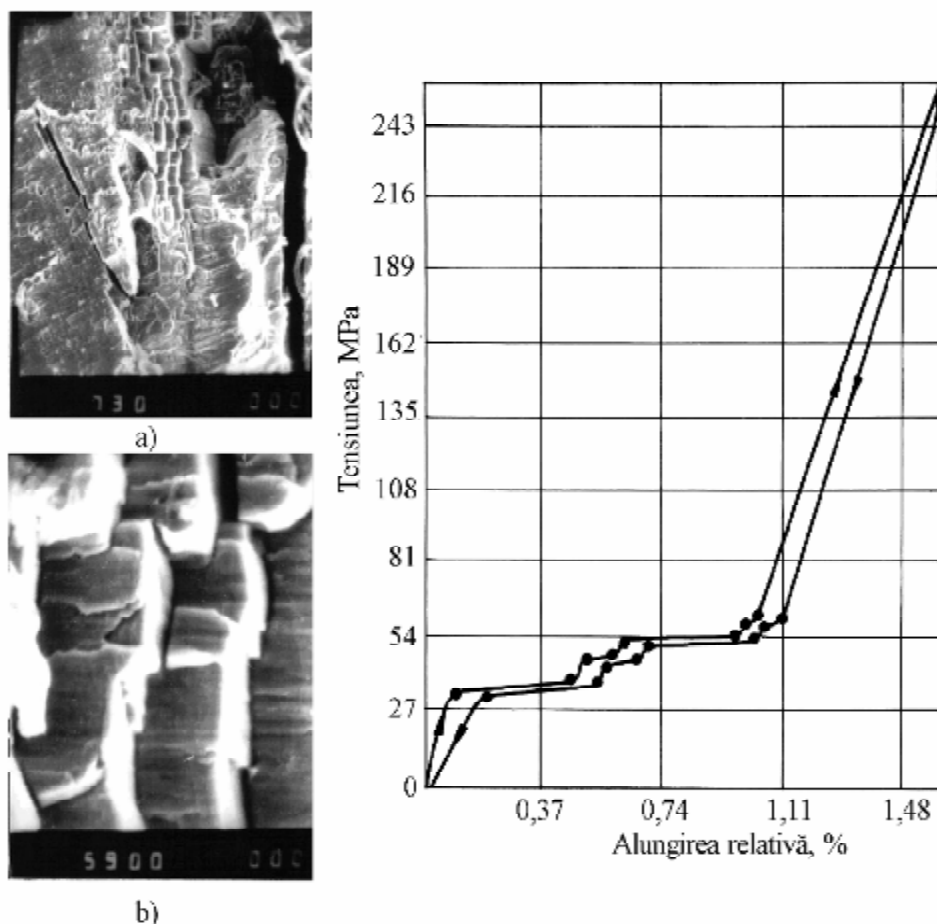 730 000
a)
5900 000
b)
Tensiunea, MPa
243
216
189
162
135
108
81
54
27
0
0,37 0,74 1,11 1,48
Alungirea relativă, %